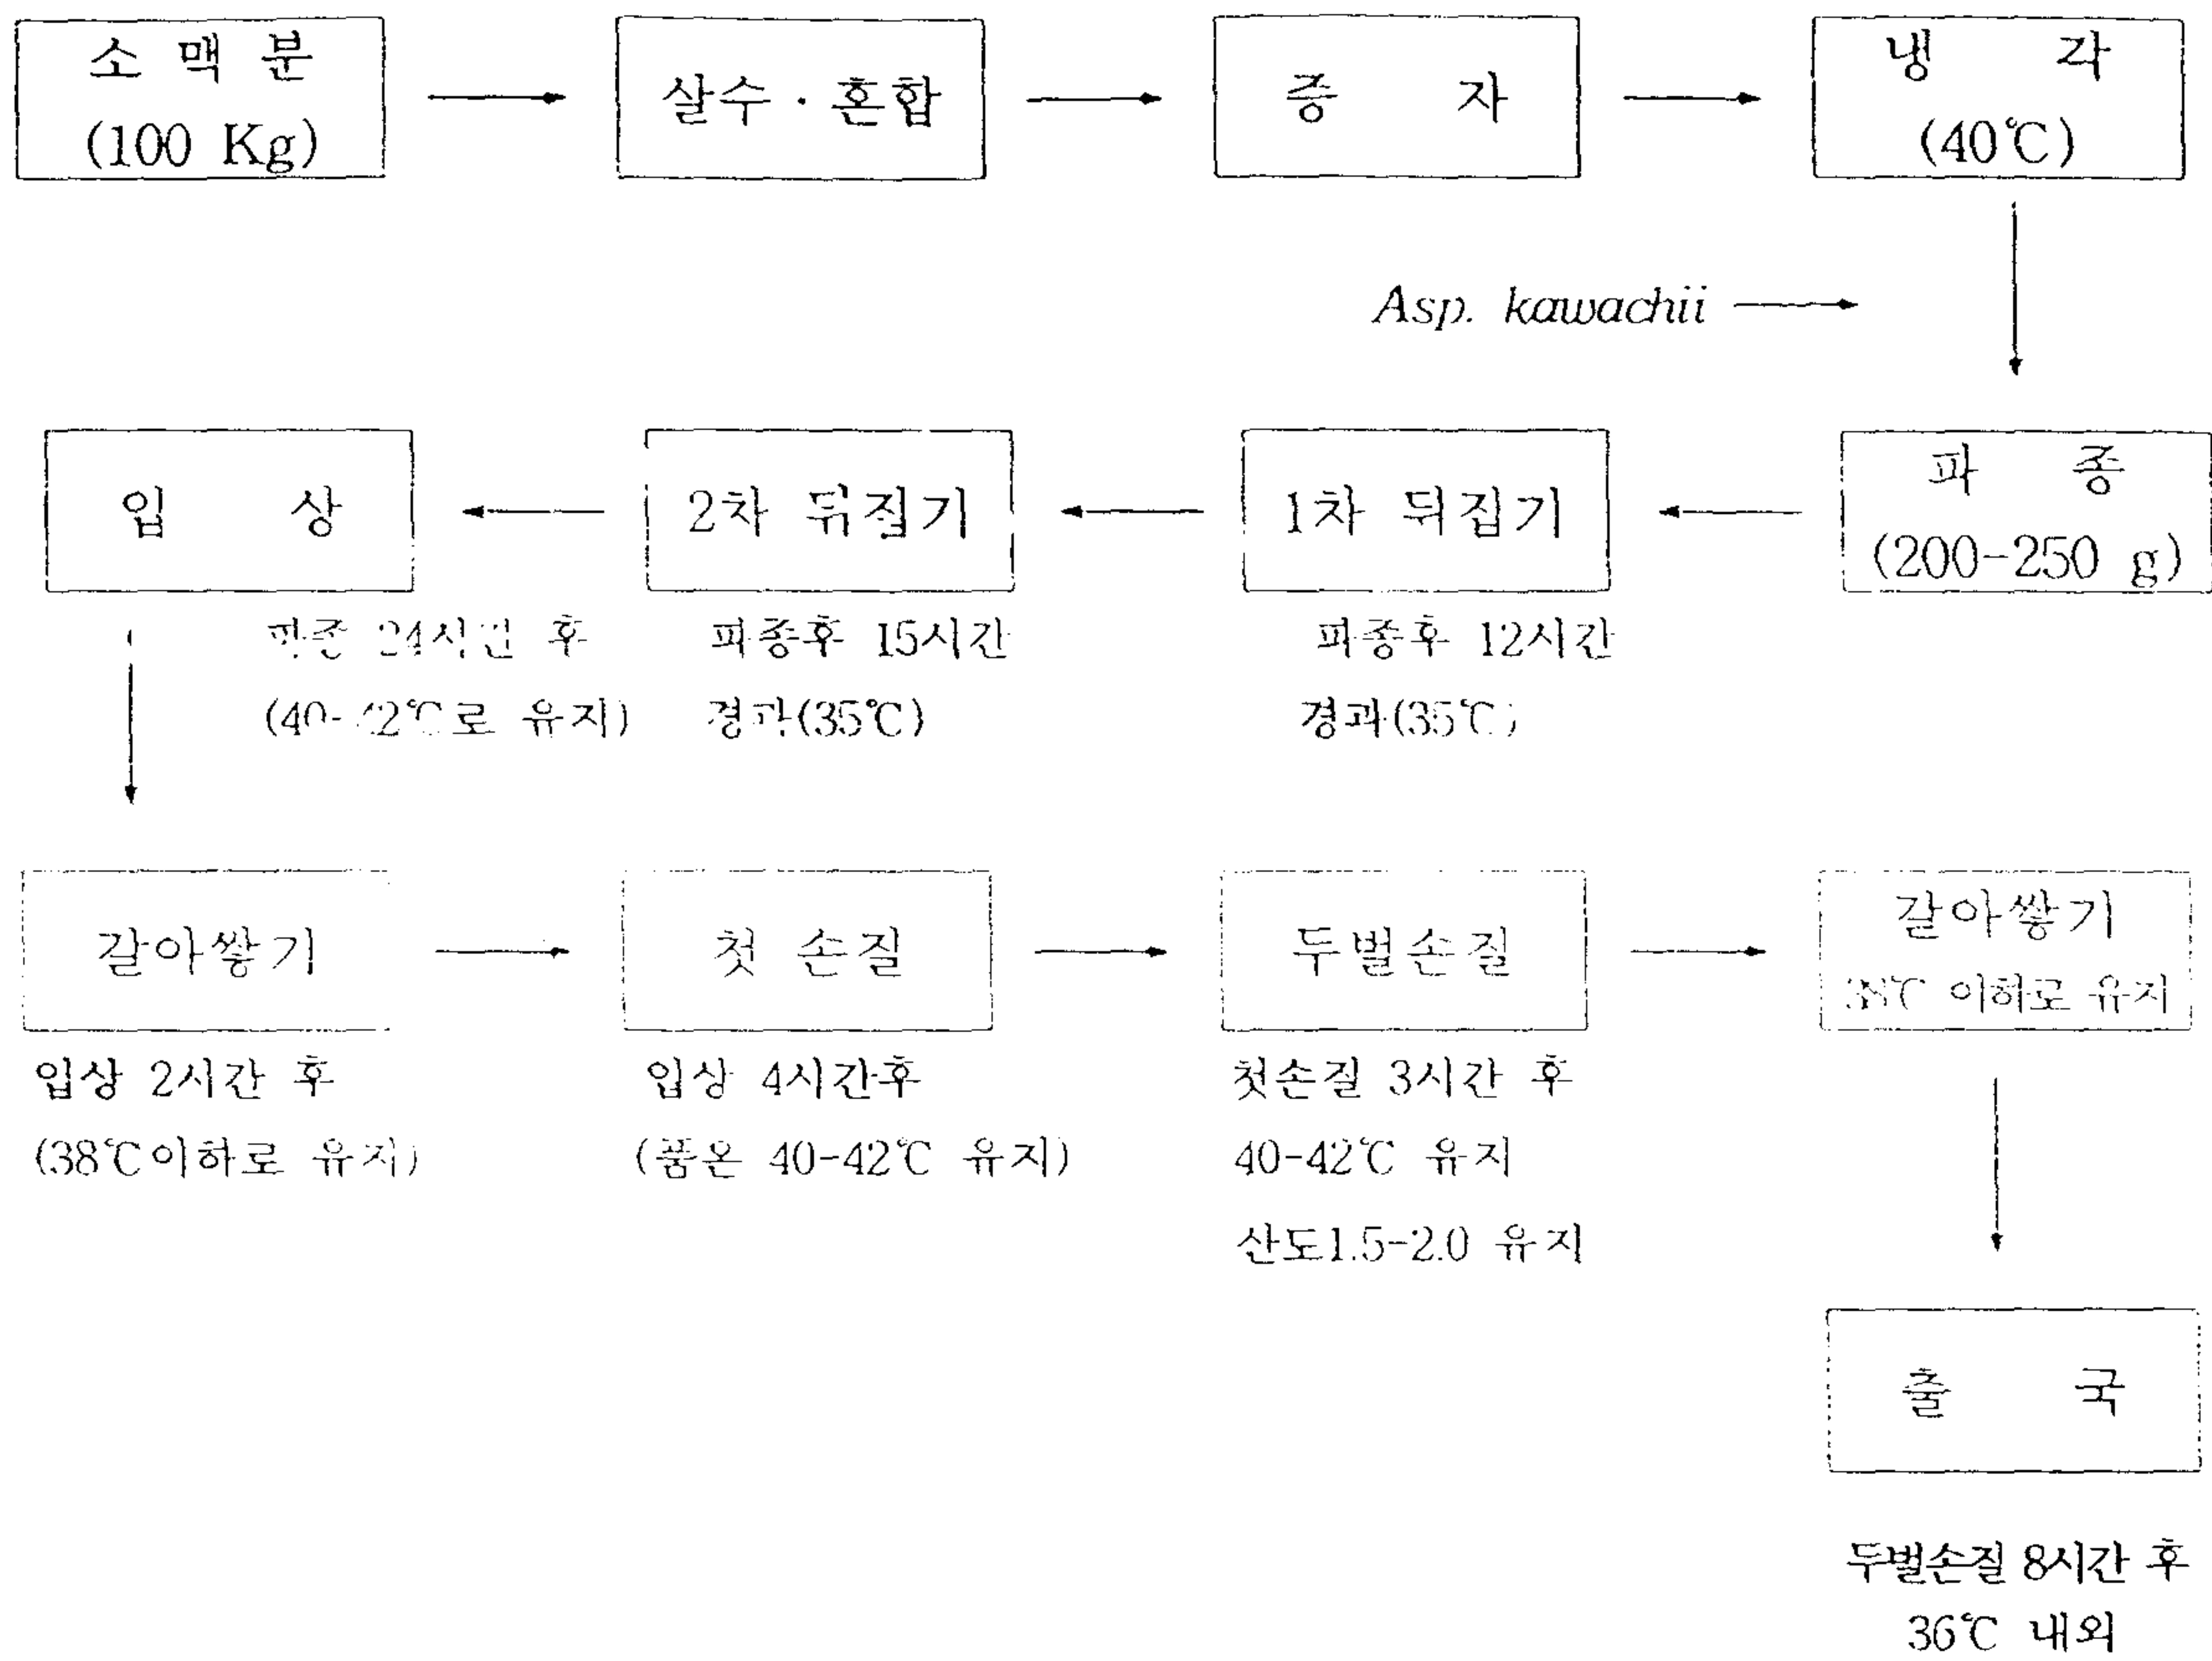 소 맥 분
(100 Kg)
살수 · 혼합
증 자
냉 각
(40℃)
Asp. kawachii
파 종
(200-250 g)
1차 뒤집기
파종후 12시간
경과(35℃)
2차 뒤집기
파종후 15시간
경과(35℃)
입 상
파종 24시간 후
(40-42℃로 유지)
갈아쌓기
입상 2시간 후
(38℃이하로 유지)
첫 손질
입상 4시간후
(품온 40-42℃ 유지)
두벌손질
첫손질 3시간 후
40-42℃ 유지
산도1.5-2.0 유지
갈아쌓기
38℃ 이하로 유지
출 국
두벌손질 8시간 후
36℃ 내외